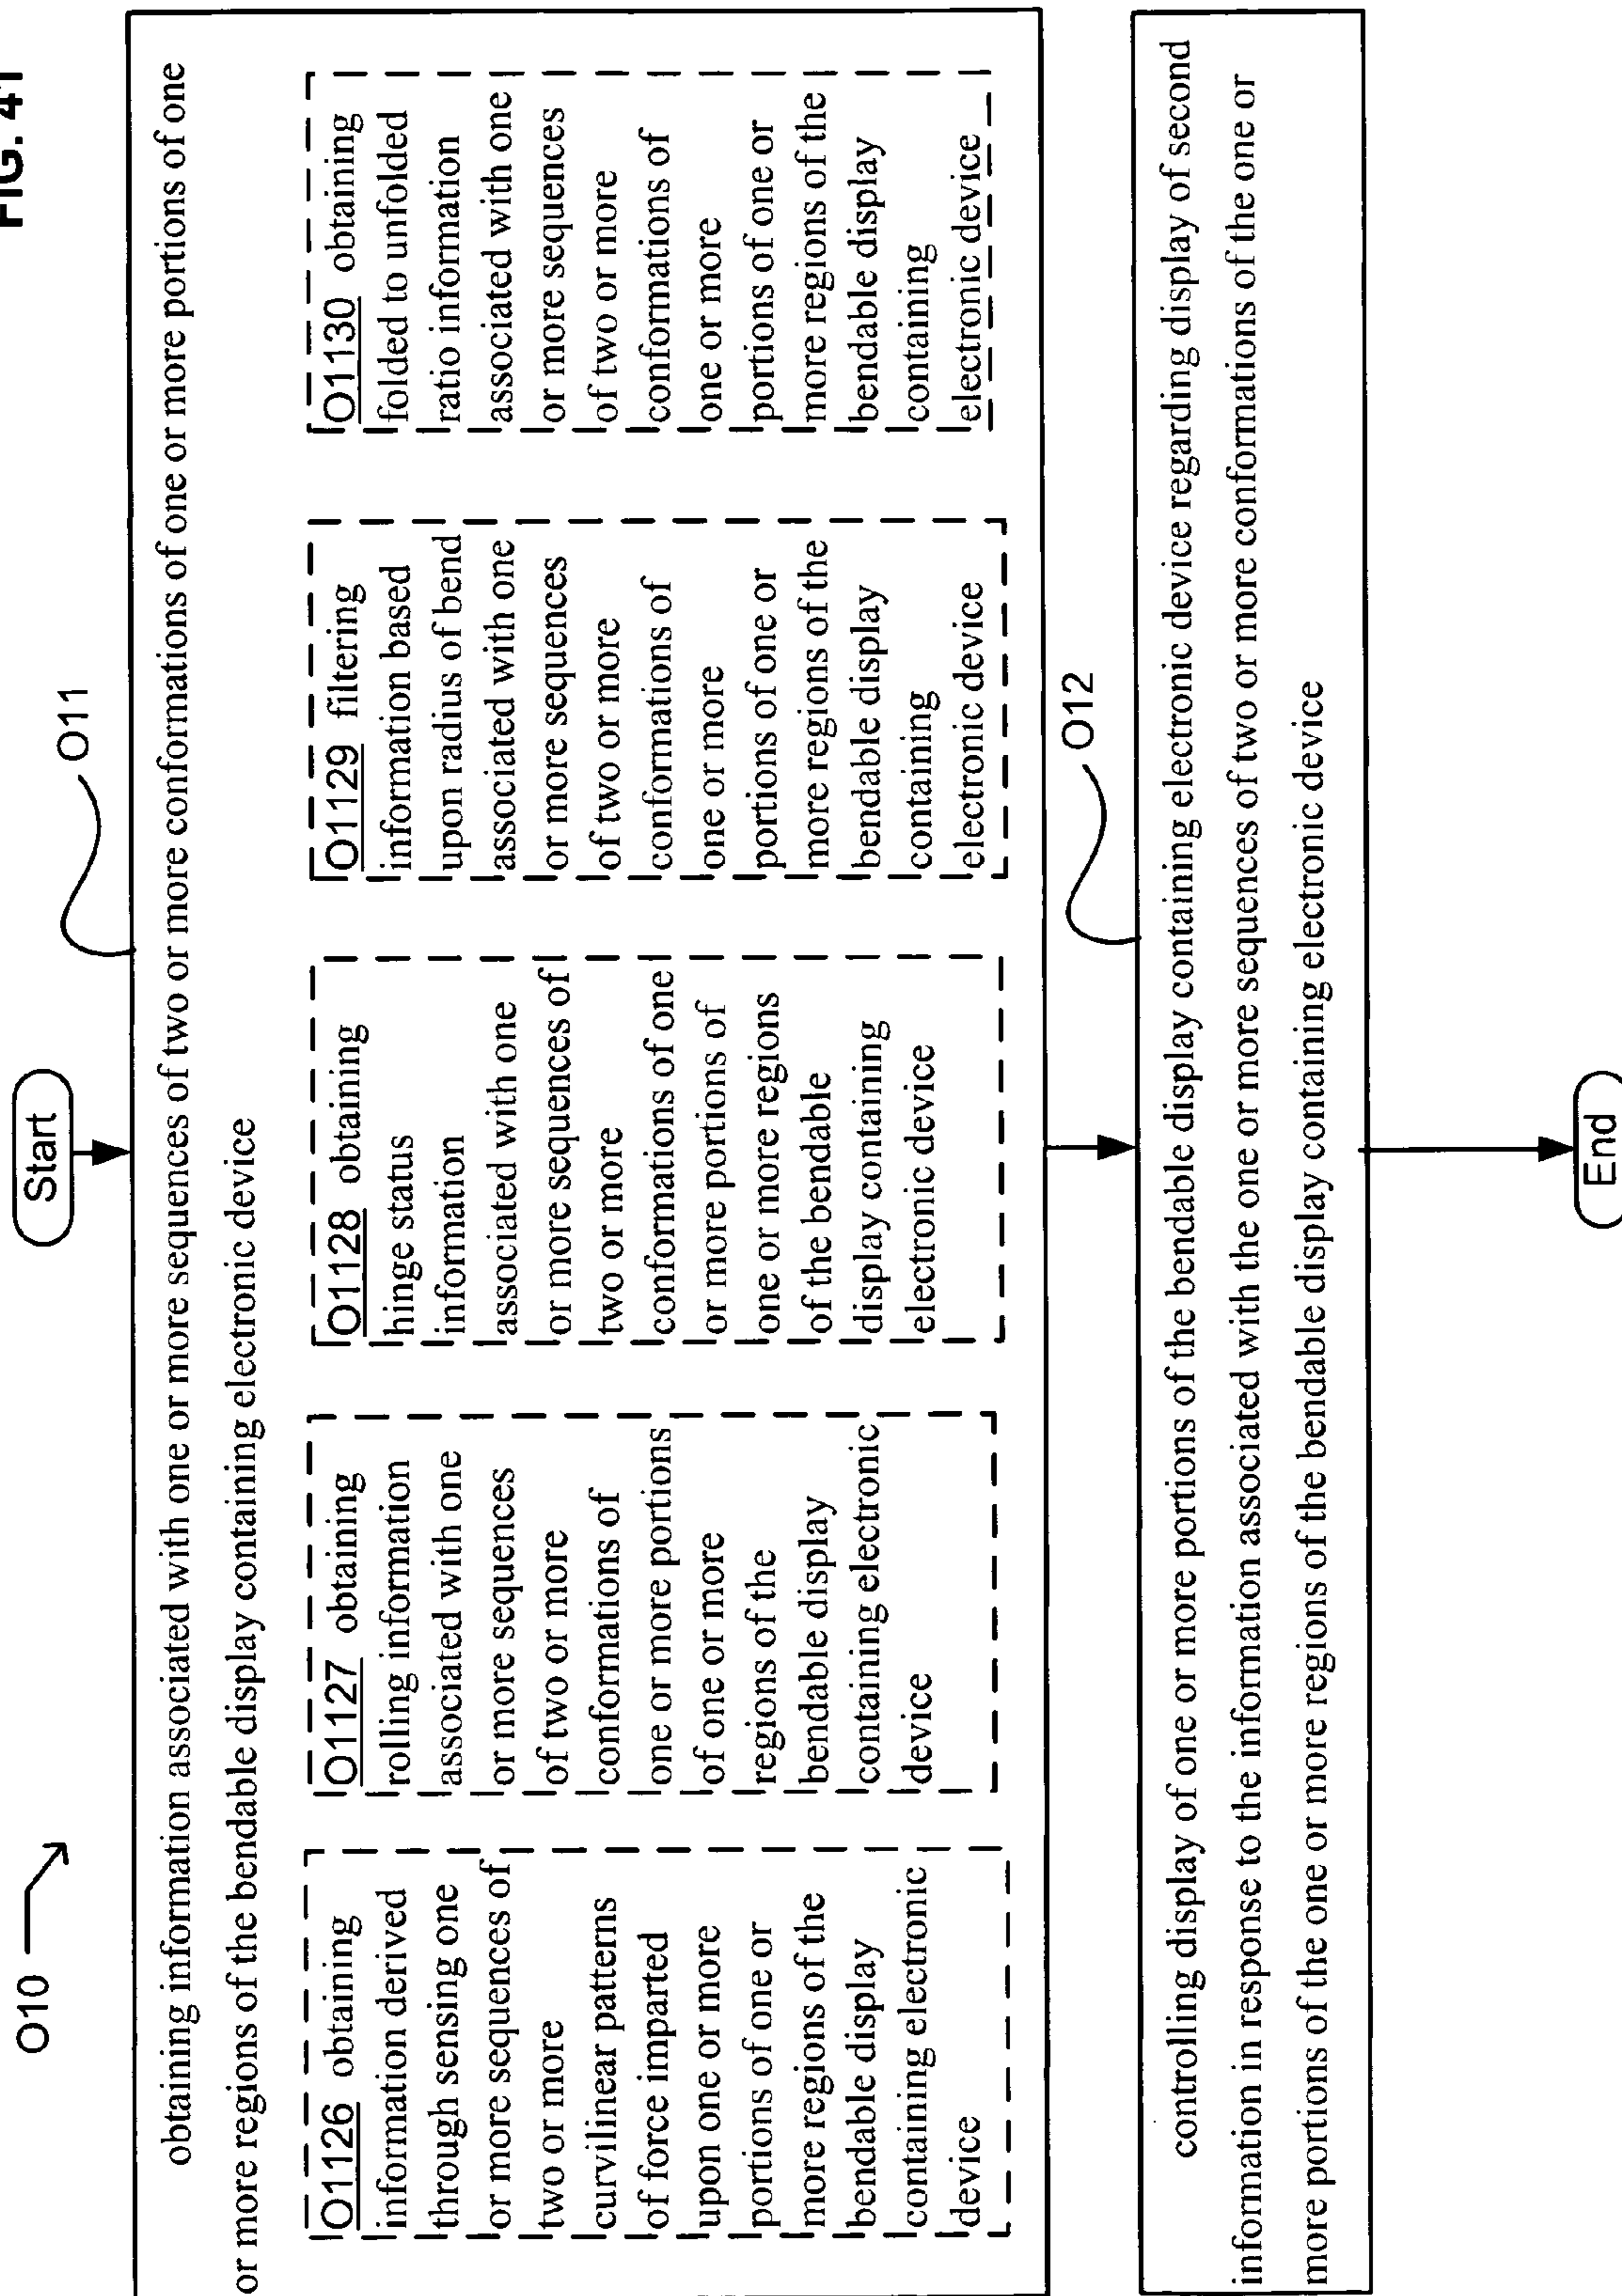 FIG. 41
O10
Start
O11
obtaining information associated with one or more sequences of two or more conformations of one or more portions of one
or more regions of the bendable display containing electronic device
O1126 obtaining
information derived
through sensing one
or more sequences of
two or more
curvilinear patterns
of force imparted
upon one or more
portions of one or
more regions of the
bendable display
containing electronic
device
O1127 obtaining
rolling information
associated with one
or more sequences
of two or more
conformations of
one or more portions
of one or more
regions of the
bendable display
containing electronic
device
O1128 obtaining
hinge status
information
associated with one
or more sequences of
two or more
conformations of one
or more portions of
one or more regions
of the bendable
display containing
electronic device
O1129 filtering
information based
upon radius of bend
associated with one
or more sequences
of two or more
conformations of
one or more
portions of one or
more regions of the
bendable display
containing
electronic device
O1130 obtaining
folded to unfolded
ratio information
associated with one
or more sequences
of two or more
conformations of
one or more
portions of one or
more regions of the
bendable display
containing
electronic device
O12
controlling display of one or more portions of the bendable display containing electronic device regarding display of second
information in response to the information associated with the one or more sequences of two or more conformations of the one or
more portions of the one or more regions of the bendable display containing electronic device
End